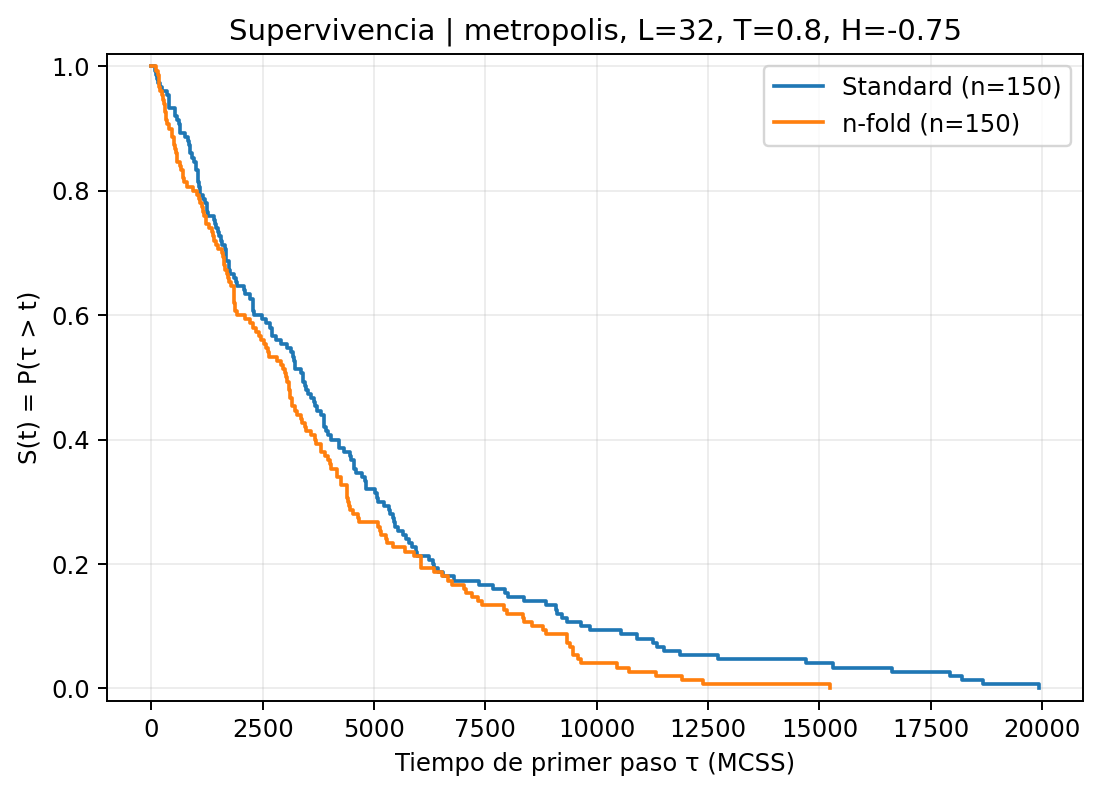 Supervivencia | metropolis, L=32, T=0.8, H=-0.75
Standard (n=150)
n-fold (n=150)
S(t) = P(τ > t)
1.0
0.8
0.6
0.4
0.2
0.0
0 2500 5000 7500 10000 12500 15000 17500 20000
Tiempo de primer paso τ (MCSS)